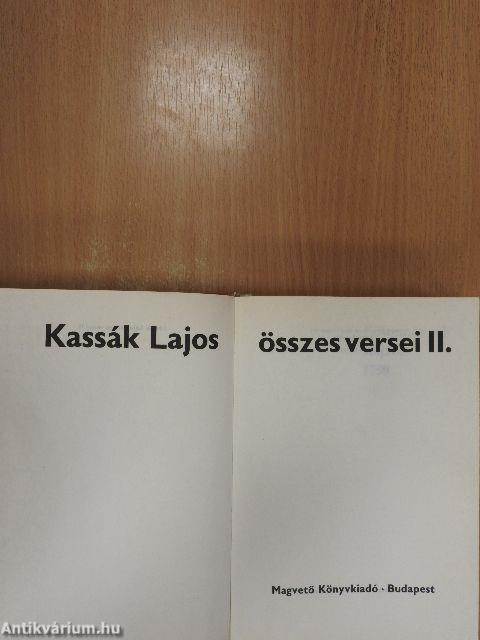 Kassák Lajos összes versei II.
Magvető Könyvkiadó · Budapest
Antikvárium.hu